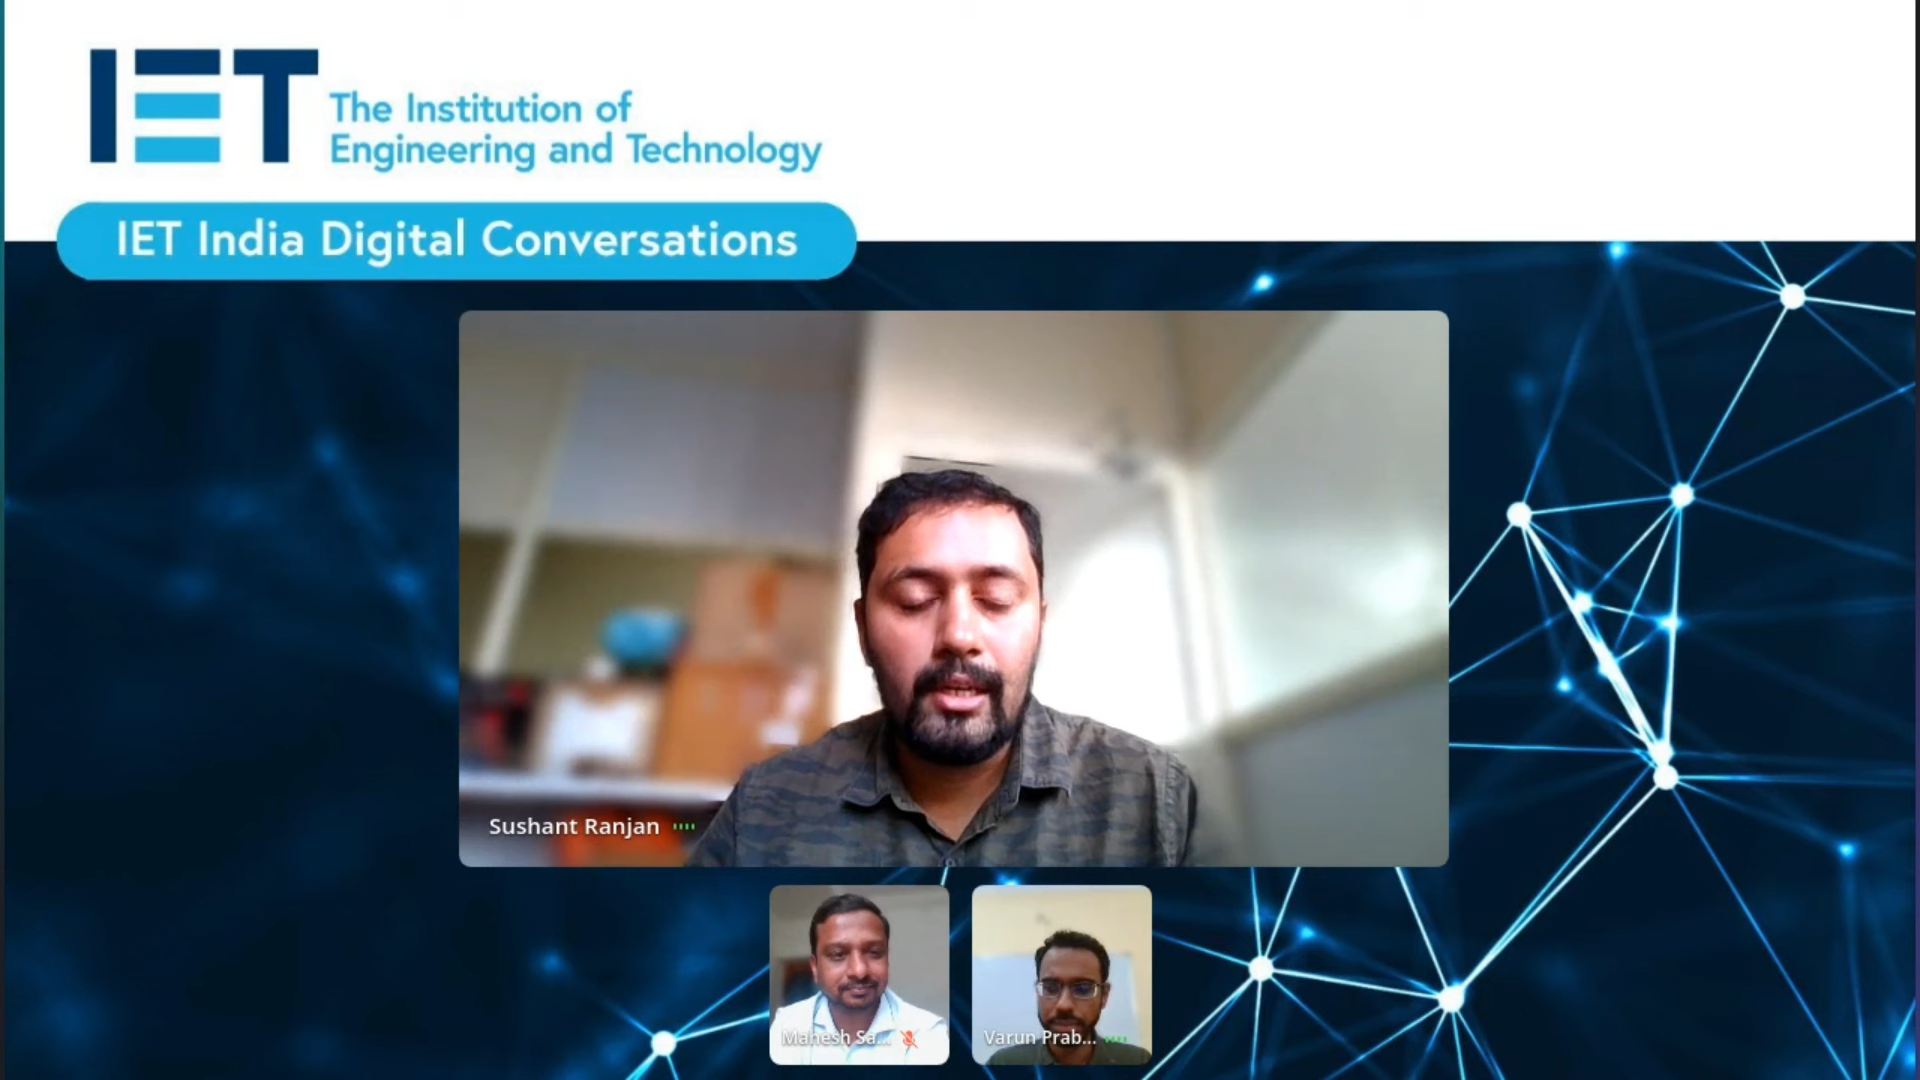 IET
The Institution of
Engineering and Technology
IET India Digital Conversations
Sushant Ranjan
Mahesh Sa...
Varun Prab...